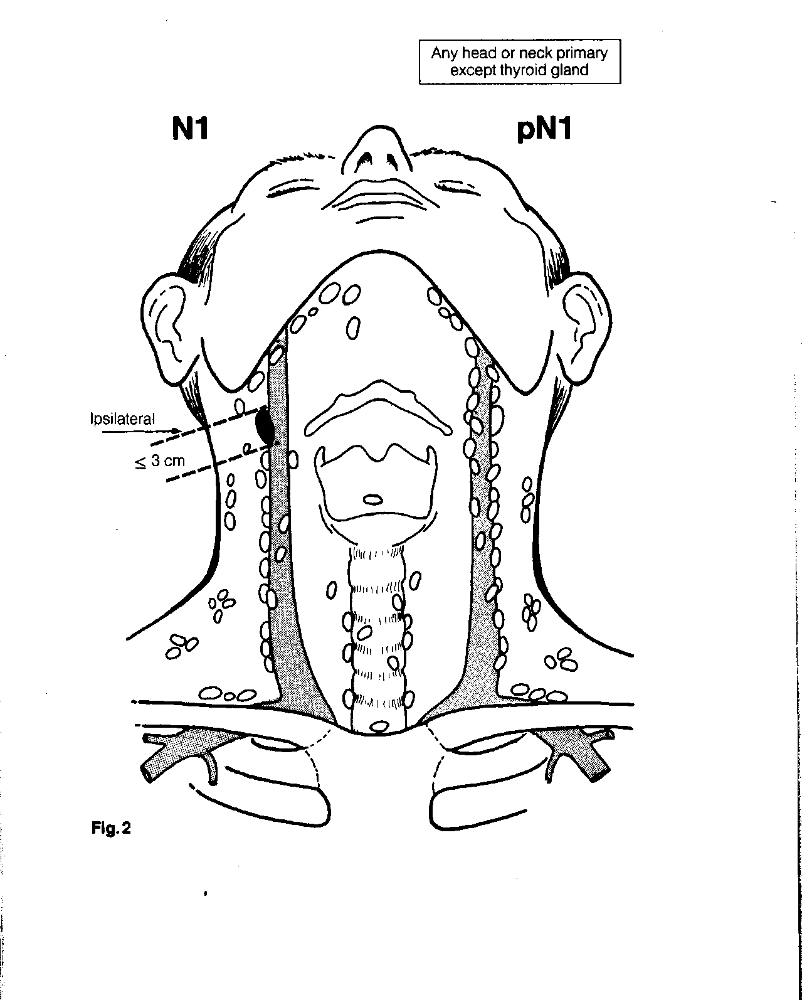 Any head or neck primary
except thyroid gland
N1
pN1
Ipsilateral
≤ 3 cm
Fig. 2